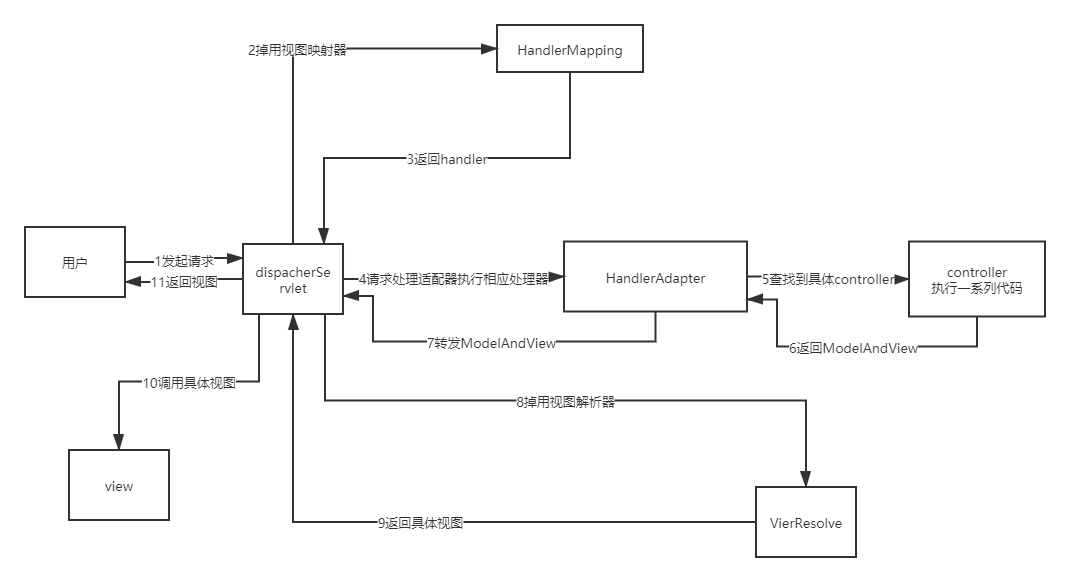 2掉用视图映射器
HandlerMapping
3返回handler
用户
1发起请求
11返回视图
dispacherSe
rvlet
4请求处理适配器执行相应处理器
HandlerAdapter
5查找到具体controller
controller
执行一系列代码
7转发ModelAndView
6返回ModelAndView
10调用具体视图
8掉用视图解析器
view
9返回具体视图
VierResolve